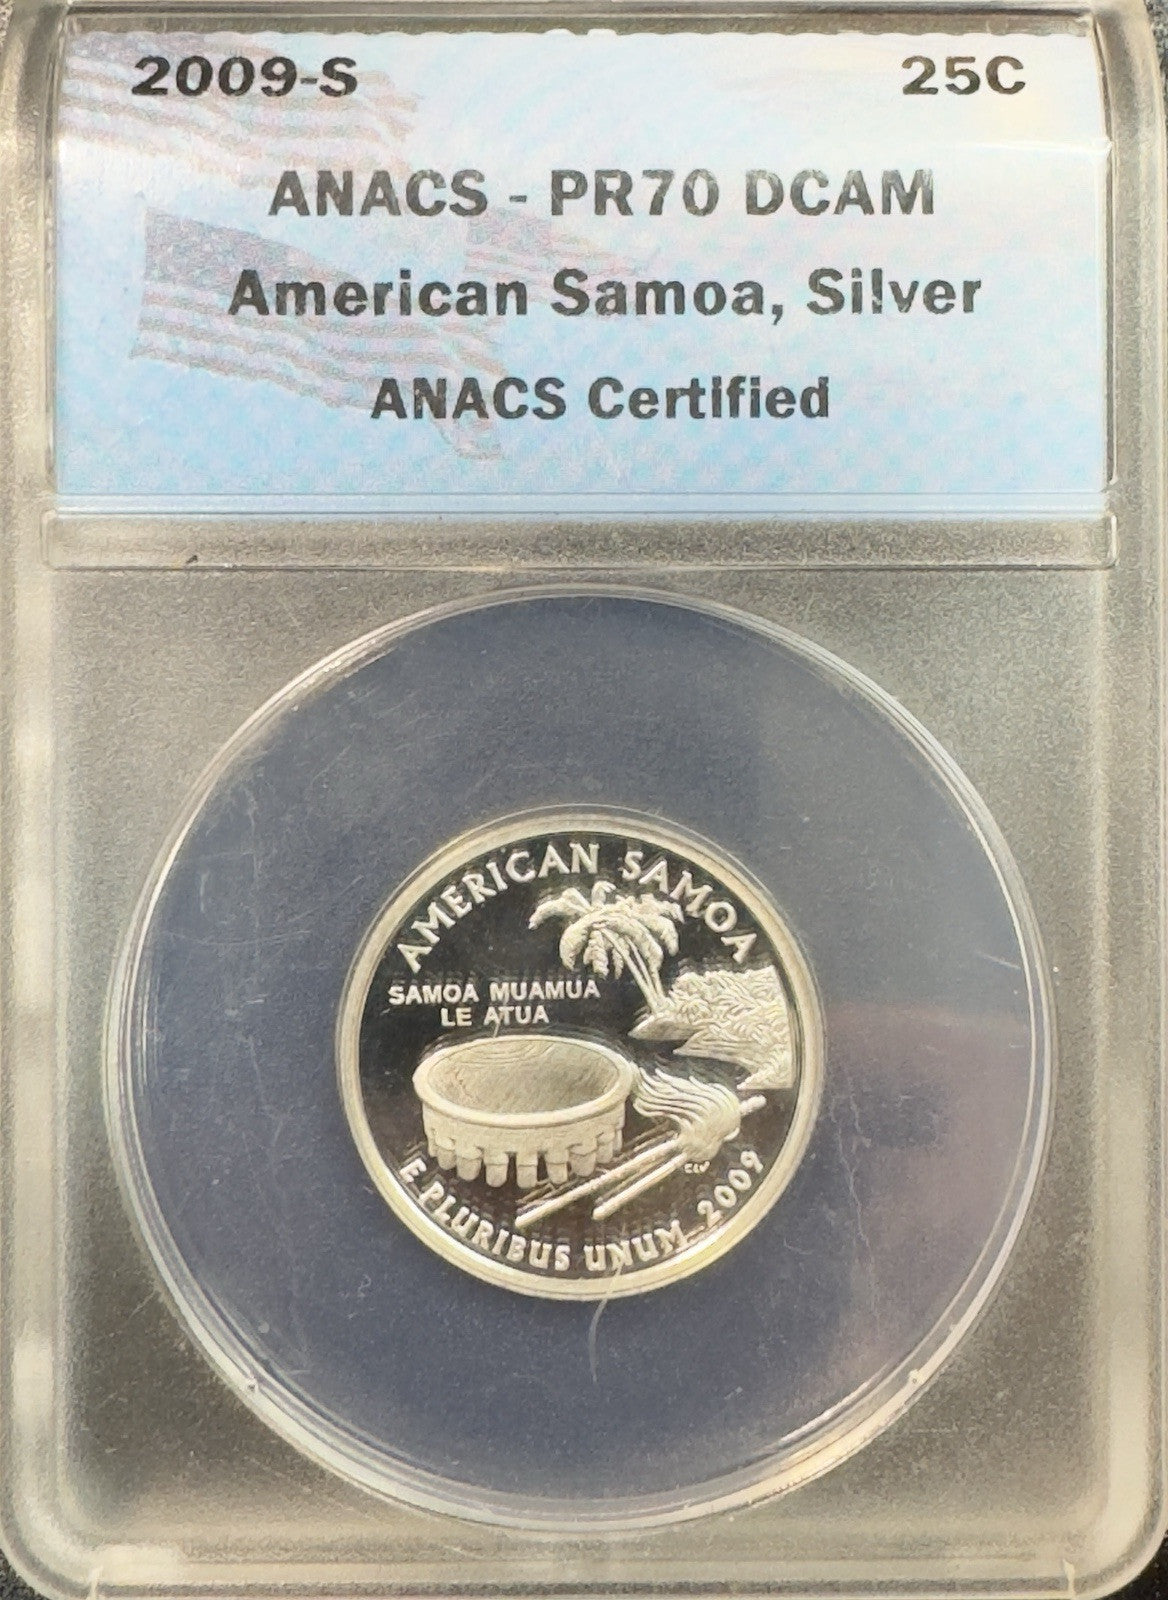 2009-S 25C
ANACS - PR70 DCAM
American Samoa, Silver
ANACS Certified
AMERICAN SAMOA
SAMOA MUAMUA
LE ATUA
CLV
E PLURIBUS UNUM 2009